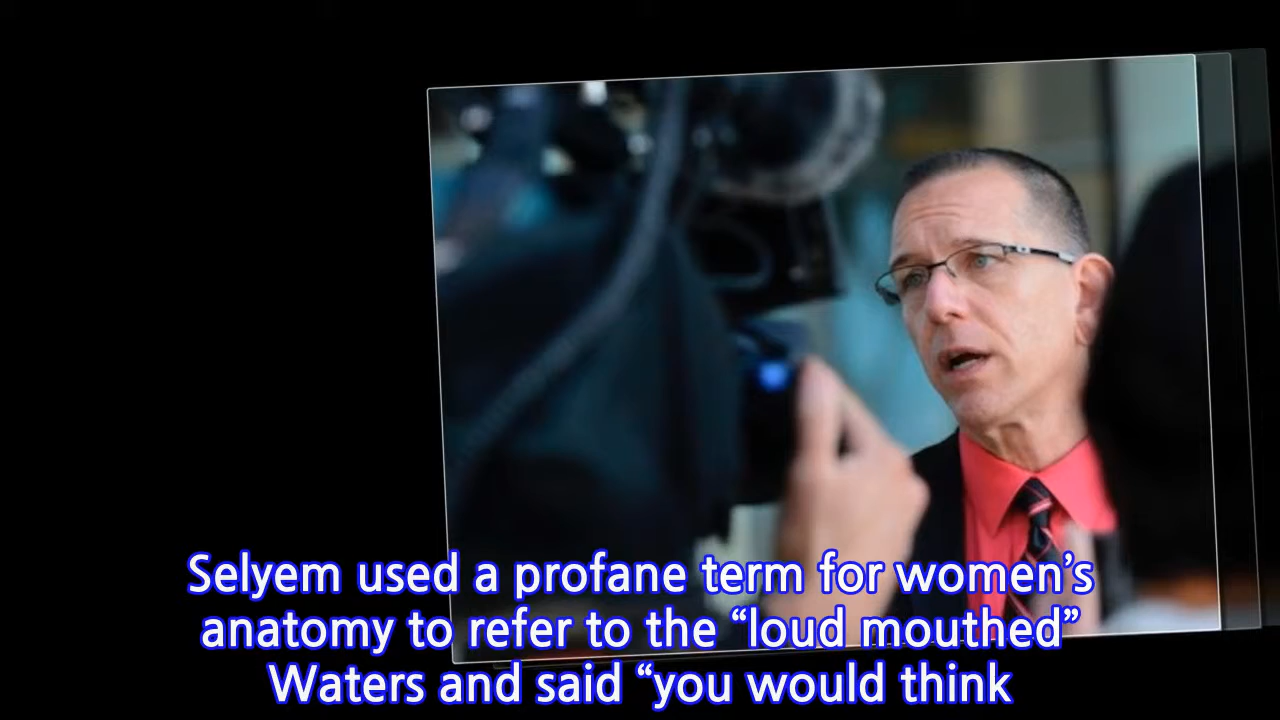 Selyem used a profane term for women’s
anatomy to refer to the “loud mouthed”
Waters and said “you would think